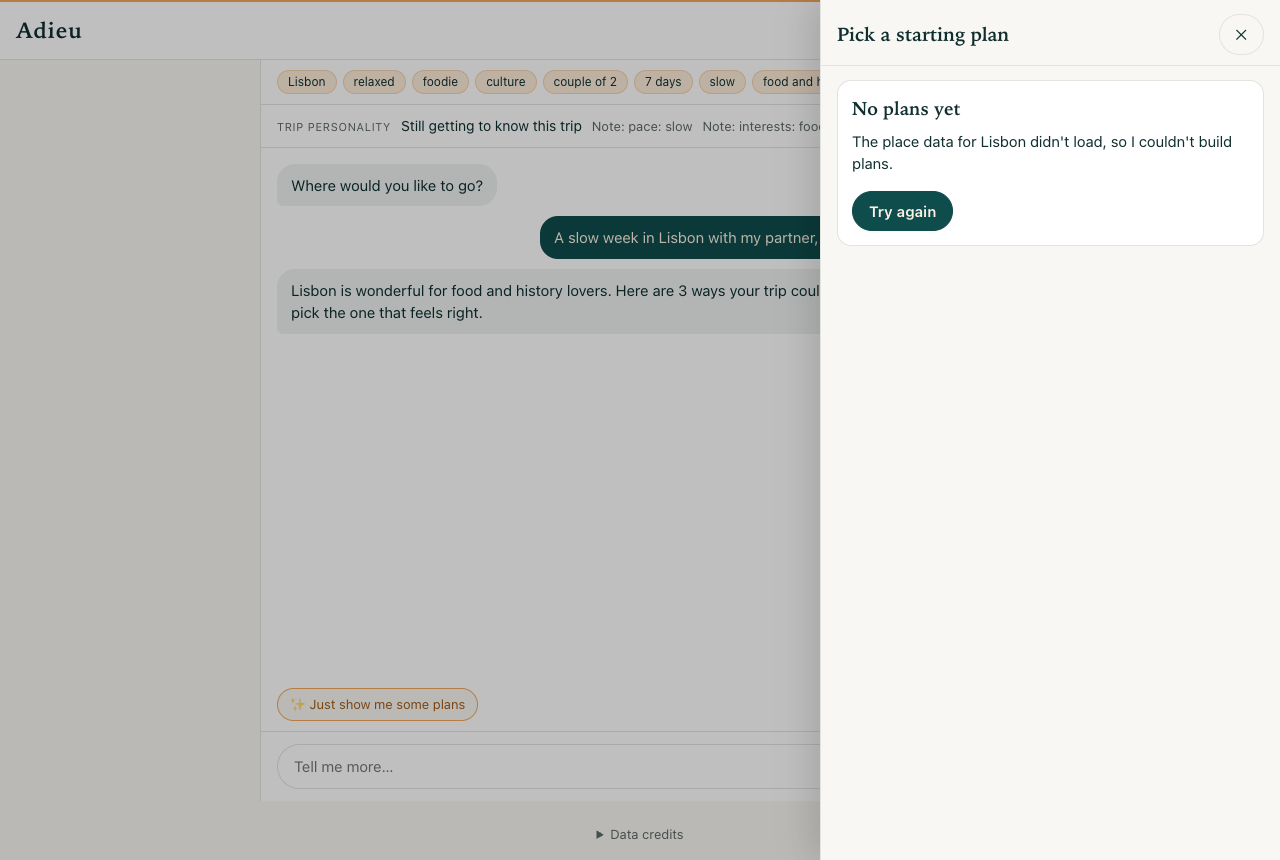 Adieu
Lisbon relaxed foodie culture couple of 2 7 days slow food and
TRIP PERSONALITY Still getting to know this trip Note: pace: slow Note: interests:
Where would you like to go?
A slow week in Lisbon with my partner,
Lisbon is wonderful for food and history lovers. Here are 3 ways your trip
pick the one that feels right.
✨ Just show me some plans
Tell me more...
▶ Data credits
Pick a starting plan
No plans yet
The place data for Lisbon didn't load, so I couldn't build
plans.
Try again